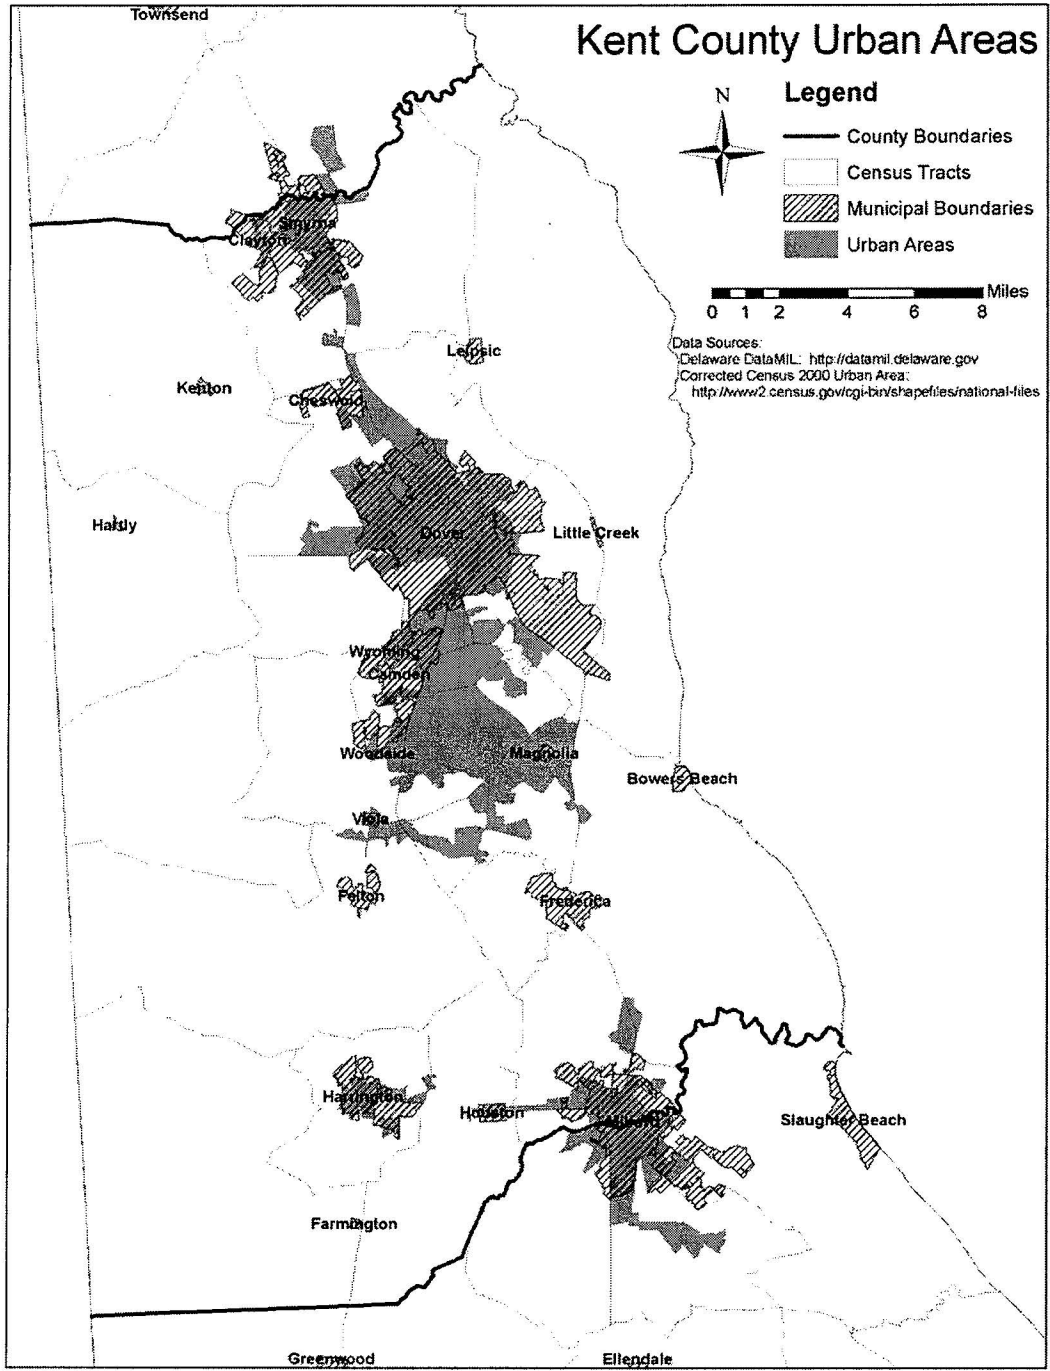 Townsend
Kent County Urban Areas
N
Legend
County Boundaries
Census Tracts
Municipal Boundaries
Urban Areas
Miles
0 1 2 4 6 8
Data Sources:
Delaware DataMIL: http://datamil.delaware.gov
Corrected Census 2000 Urban Area:
http://www2.census.gov/cgi-bin/shapefiles/national-files
Smyrna
Clayton
Leipsic
Kenton
Cheswold
Hartly
Dover
Little Creek
Wyoming
Camden
Woodside
Magnolia
Bowers Beach
Viola
Felton
Frederica
Harrington
Houston
Milford
Slaughter Beach
Farmington
Greenwood
Ellendale